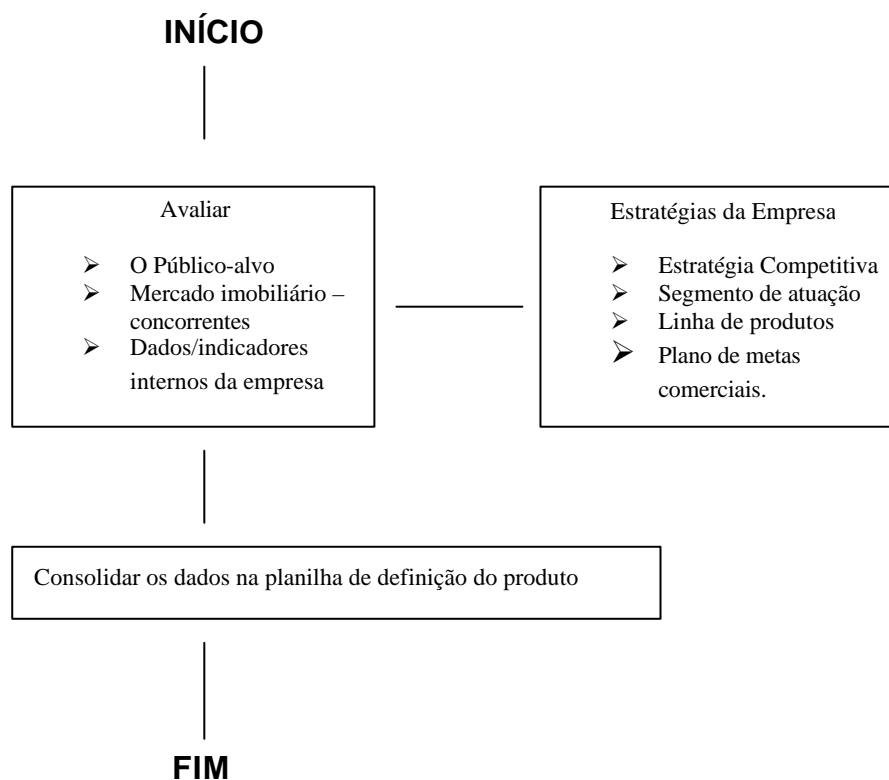 INÍCIO
Avaliar
➢ O Público-alvo
➢ Mercado imobiliário –
concorrentes
➢ Dados/indicadores
internos da empresa
Estratégias da Empresa
➢ Estratégia Competitiva
➢ Segmento de atuação
➢ Linha de produtos
➢ Plano de metas
comerciais.
Consolidar os dados na planilha de definição do produto
FIM